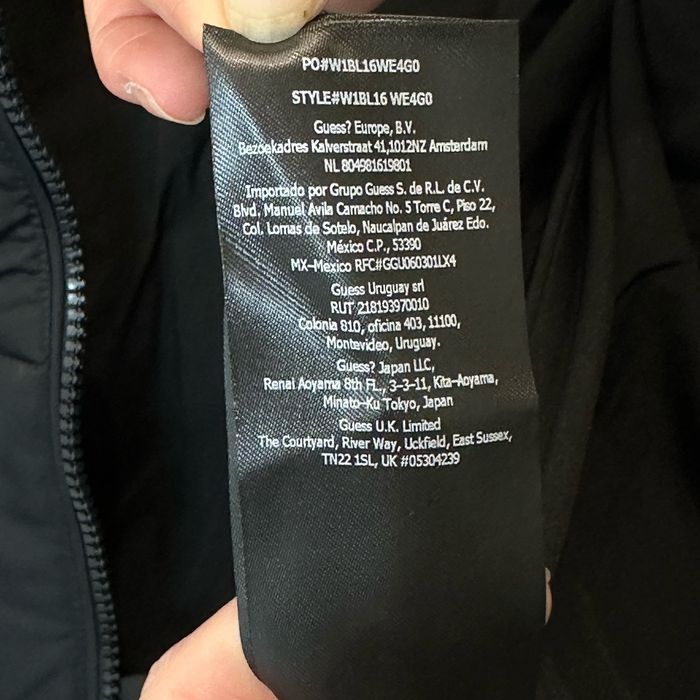 PO#W1BL16WE4G0
STYLE#W1BL16 WE4G0
Guess? Europe, B.V.
Bezoekadres Kalverstraat 41,1012NZ Amsterdam
NL 804981619B01
Importado por Grupo Guess S. de R.L. de C.V.
Blvd. Manuel Avila Camacho No. 5 Torre C, Piso 22,
Col. Lomas de Sotelo, Naucalpan de Juárez Edo.
México C.P., 53390
MX-Mexico RFC#GGU060301LX4
Guess Uruguay srl
RUT 218193970010
Colonia 810, oficina 403, 11100,
Montevideo, Uruguay.
Guess? Japan LLC,
Renai Aoyama 8th FL., 3-3-11, Kita-Aoyama,
Minato-Ku Tokyo, Japan
Guess U.K. Limited
The Courtyard, River Way, Uckfield, East Sussex,
TN22 1SL, UK #05304239